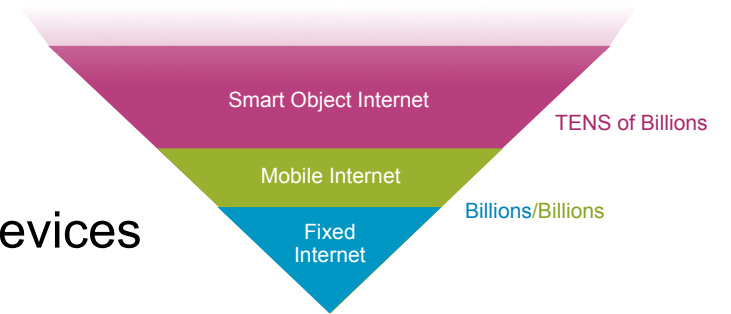 Smart Object Internet
TENS of Billions
Mobile Internet
Billions/Billions
evices
Fixed
Internet